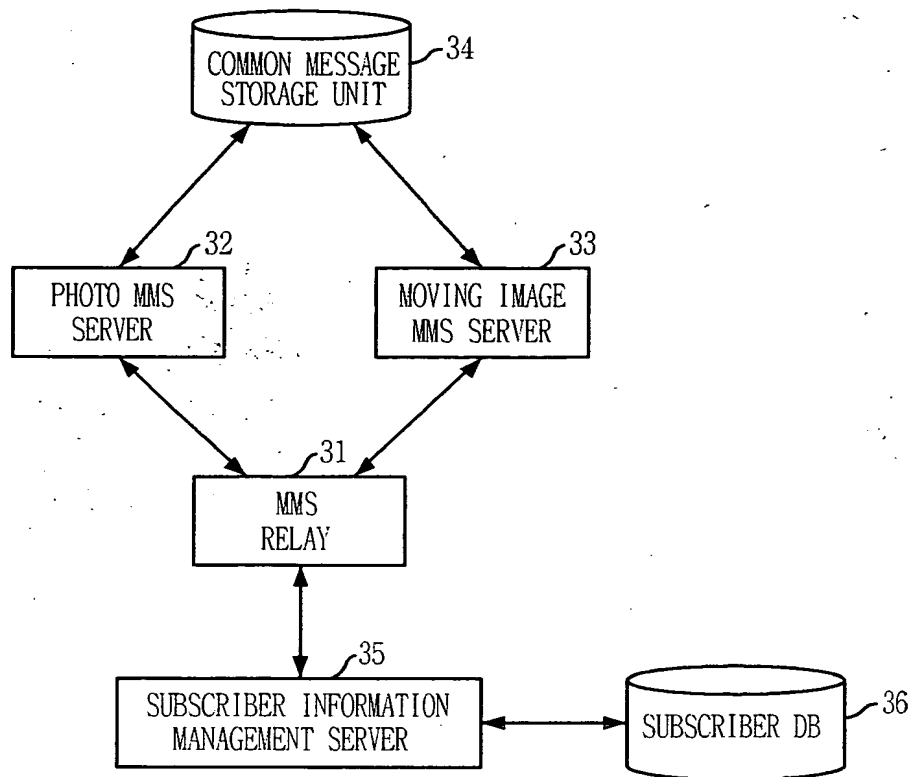 COMMON MESSAGE
STORAGE UNIT
34
32
PHOTO MMS
SERVER
33
MOVING IMAGE
MMS SERVER
31
MMS
RELAY
35
SUBSCRIBER INFORMATION
MANAGEMENT SERVER
SUBSCRIBER DB
36